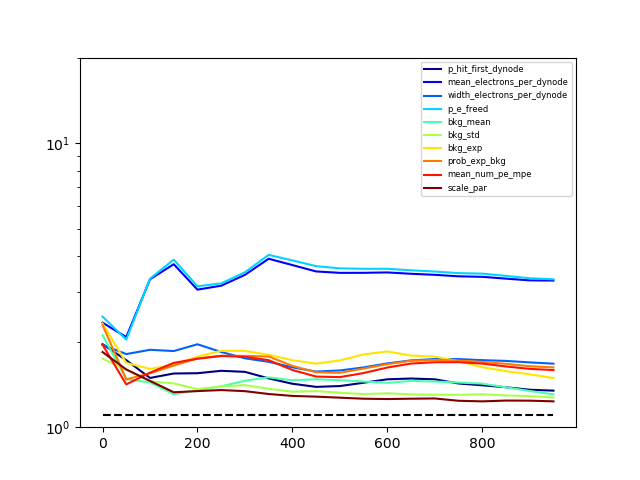 10¹
10⁰
0
200
400
600
800
p_hit_first_dynode
mean_electrons_per_dynode
width_electrons_per_dynode
p_e_freed
bkg_mean
bkg_std
bkg_exp
prob_exp_bkg
mean_num_pe_mpe
scale_par